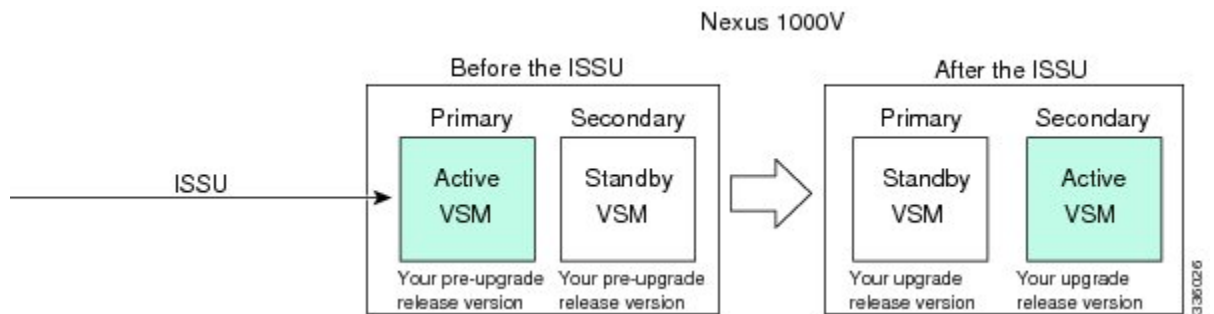 Nexus 1000V
Before the ISSU
After the ISSU
Primary
Secondary
Primary
Secondary
ISSU
Active
VSM
Standby
VSM
Standby
VSM
Active
VSM
Your pre-upgrade
release version
Your pre-upgrade
release version
Your upgrade
release version
Your upgrade
release version
336026